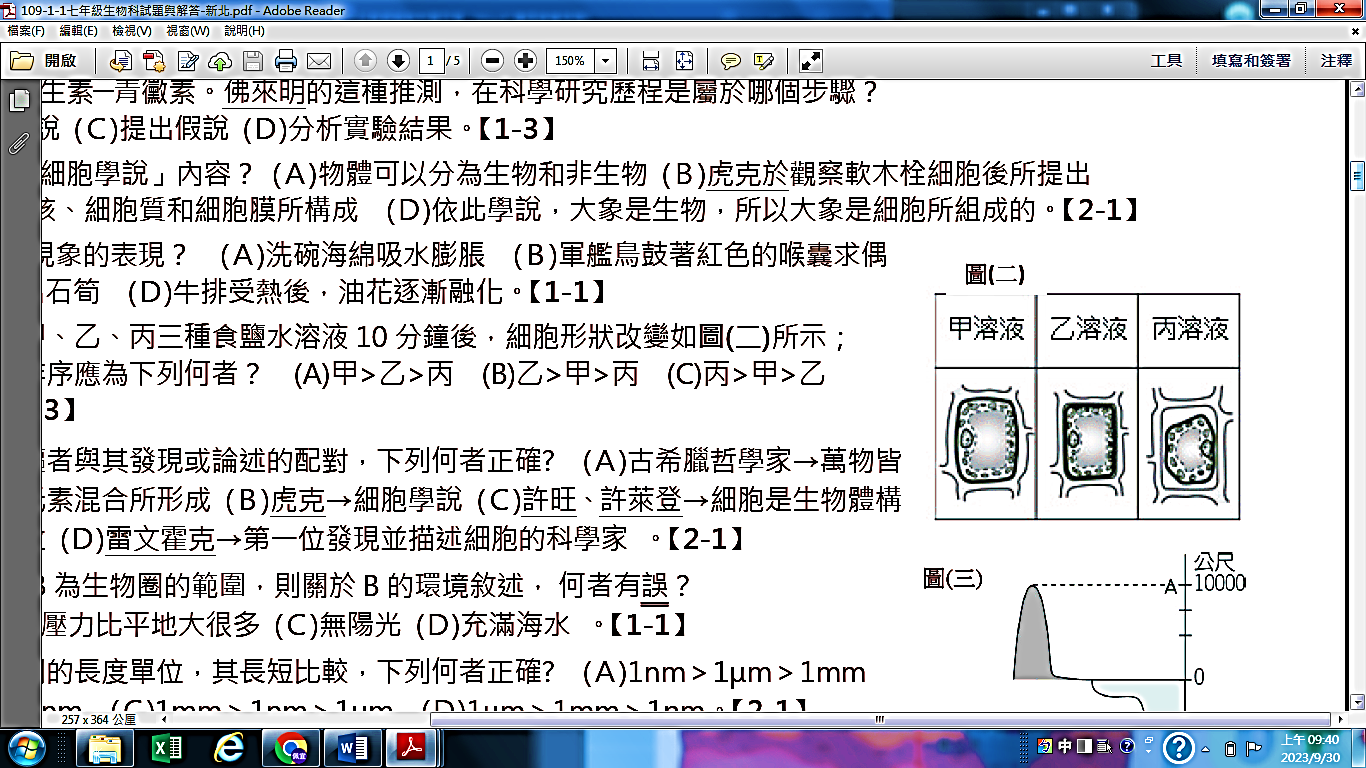 109-1-1七年級生物科試題與解答-新北.pdf - Adobe Reader
檔案(F) 編輯(E) 檢視(V) 視窗(W) 說明(H)
開啟 1 / 5 150% 工具 填寫和簽署 注釋
生素─青黴素。佛來明的這種推測，在科學研究歷程是屬於哪個步驟？
說 (C)提出假說 (D)分析實驗結果。【1-3】
細胞學說」內容？ (A)物體可以分為生物和非生物 (B)虎克於觀察軟木栓細胞後所提出
核、細胞質和細胞膜所構成 (D)依此學說，大象是生物，所以大象是細胞所組成的。【2-1】
現象的表現？ (A)洗碗海綿吸水膨脹 (B)軍艦鳥鼓著紅色的喉囊求偶
石筍 (D)牛排受熱後，油花逐漸融化。【1-1】
甲、乙、丙三種食鹽水溶液 10 分鐘後，細胞形狀改變如圖(二)所示；
序應為下列何者？ (A)甲>乙>丙 (B)乙>甲>丙 (C)丙>甲>乙
3】
圖(二)
甲溶液 乙溶液 丙溶液
者與其發現或論述的配對，下列何者正確? (A)古希臘哲學家→萬物皆
元素混合所形成 (B)虎克→細胞學說 (C)許旺、許萊登→細胞是生物體構
(D)雷文霍克→第一位發現並描述細胞的科學家 。【2-1】
B 為生物圈的範圍，則關於 B 的環境敘述， 何者有誤？
壓力比平地大很多 (C)無陽光 (D)充滿海水 。【1-1】
的長度單位，其長短比較，下列何者正確? (A)1nm＞1μm＞1mm
nm (C)1mm＞1nm＞1μm (D)1μm＞1mm＞1nm。【2-1】
圖(三)
公尺
A 10000
0
257 x 364 公厘
中
上午 09:40
2023/9/30